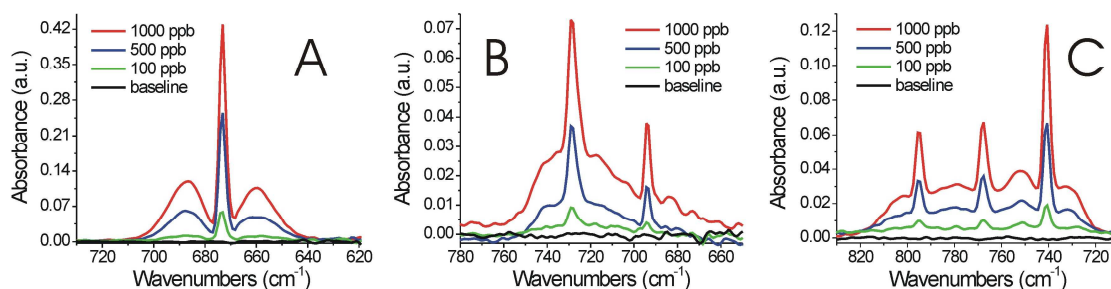 A
1000 ppb
500 ppb
100 ppb
baseline
Absorbance (a.u.)
0.42
0.35
0.28
0.21
0.14
0.07
0.00
720 700 680 660 640 620
Wavenumbers (cm-1)
B
1000 ppb
500 ppb
100 ppb
baseline
Absorbance (a.u.)
0.07
0.06
0.05
0.04
0.03
0.02
0.01
0.00
780 760 740 720 700 680 660
Wavenumbers (cm-1)
C
1000 ppb
500 ppb
100 ppb
baseline
Absorbance (a.u.)
0.12
0.10
0.08
0.06
0.04
0.02
0.00
820 800 780 760 740 720
Wavenumbers (cm-1)